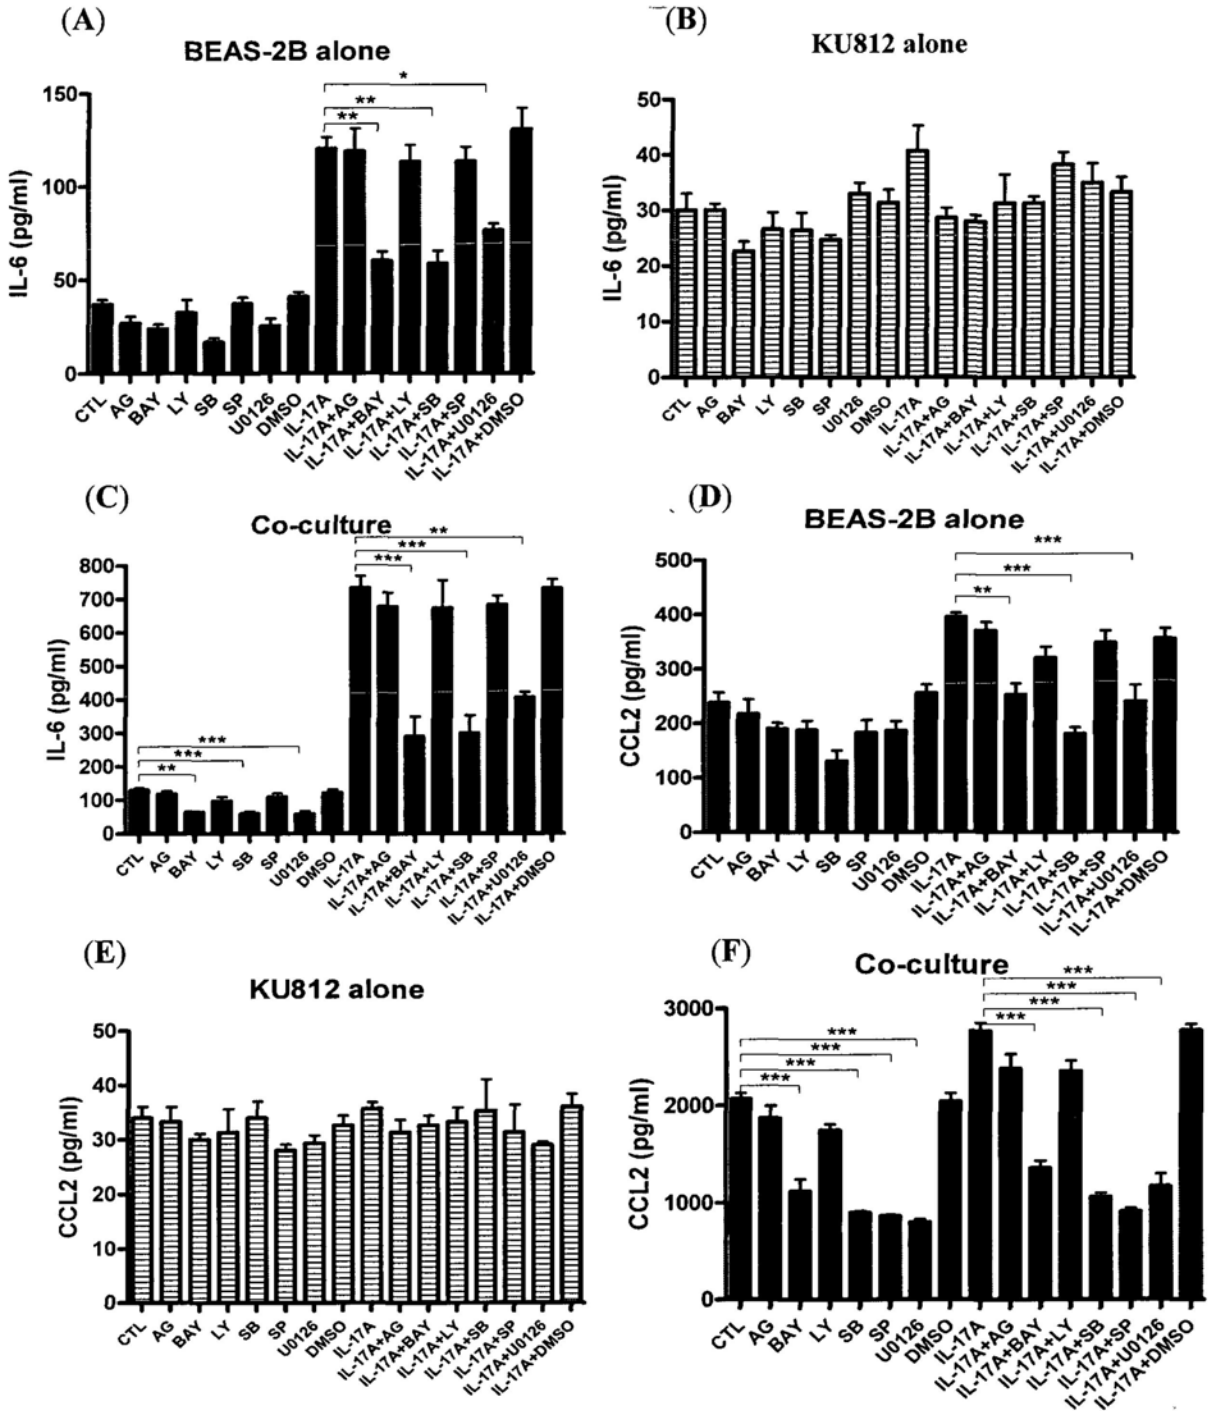 (A)
BEAS-2B alone
IL-6 (pg/ml)
150
100
50
0
*
**
**
CTL
AG
BAY
LY
SB
SP
U0126
DMSO
IL-17A
IL-17A+AG
IL-17A+BAY
IL-17A+LY
IL-17A+SB
IL-17A+SP
IL-17A+U0126
IL-17A+DMSO
(B)
KU812 alone
IL-6 (pg/ml)
50
40
30
20
10
0
CTL
AG
BAY
LY
SB
SP
U0126
DMSO
IL-17A
IL-17A+AG
IL-17A+BAY
IL-17A+LY
IL-17A+SB
IL-17A+SP
IL-17A+U0126
IL-17A+DMSO
(C)
Co-culture
IL-6 (pg/ml)
800
700
600
500
400
300
200
100
0
**
***
***
***
***
**
CTL
AG
BAY
LY
SB
SP
U0126
DMSO
IL-17A
IL-17A+AG
IL-17A+BAY
IL-17A+LY
IL-17A+SB
IL-17A+SP
IL-17A+U0126
IL-17A+DMSO
(D)
BEAS-2B alone
CCL2 (pg/ml)
500
400
300
200
100
0
***
***
**
CTL
AG
BAY
LY
SB
SP
U0126
DMSO
IL-17A
IL-17A+AG
IL-17A+BAY
IL-17A+LY
IL-17A+SB
IL-17A+SP
IL-17A+U0126
IL-17A+DMSO
(E)
KU812 alone
CCL2 (pg/ml)
50
40
30
20
10
0
CTL
AG
BAY
LY
SB
SP
U0126
DMSO
IL-17A
IL-17A+AG
IL-17A+BAY
IL-17A+LY
IL-17A+SB
IL-17A+SP
IL-17A+U0126
IL-17A+DMSO
(F)
Co-culture
CCL2 (pg/ml)
3000
2000
1000
0
***
***
***
***
***
***
***
***
CTL
AG
BAY
LY
SB
SP
U0126
DMSO
IL-17A
IL-17A+AG
IL-17A+BAY
IL-17A+LY
IL-17A+SB
IL-17A+SP
IL-17A+U0126
IL-17A+DMSO